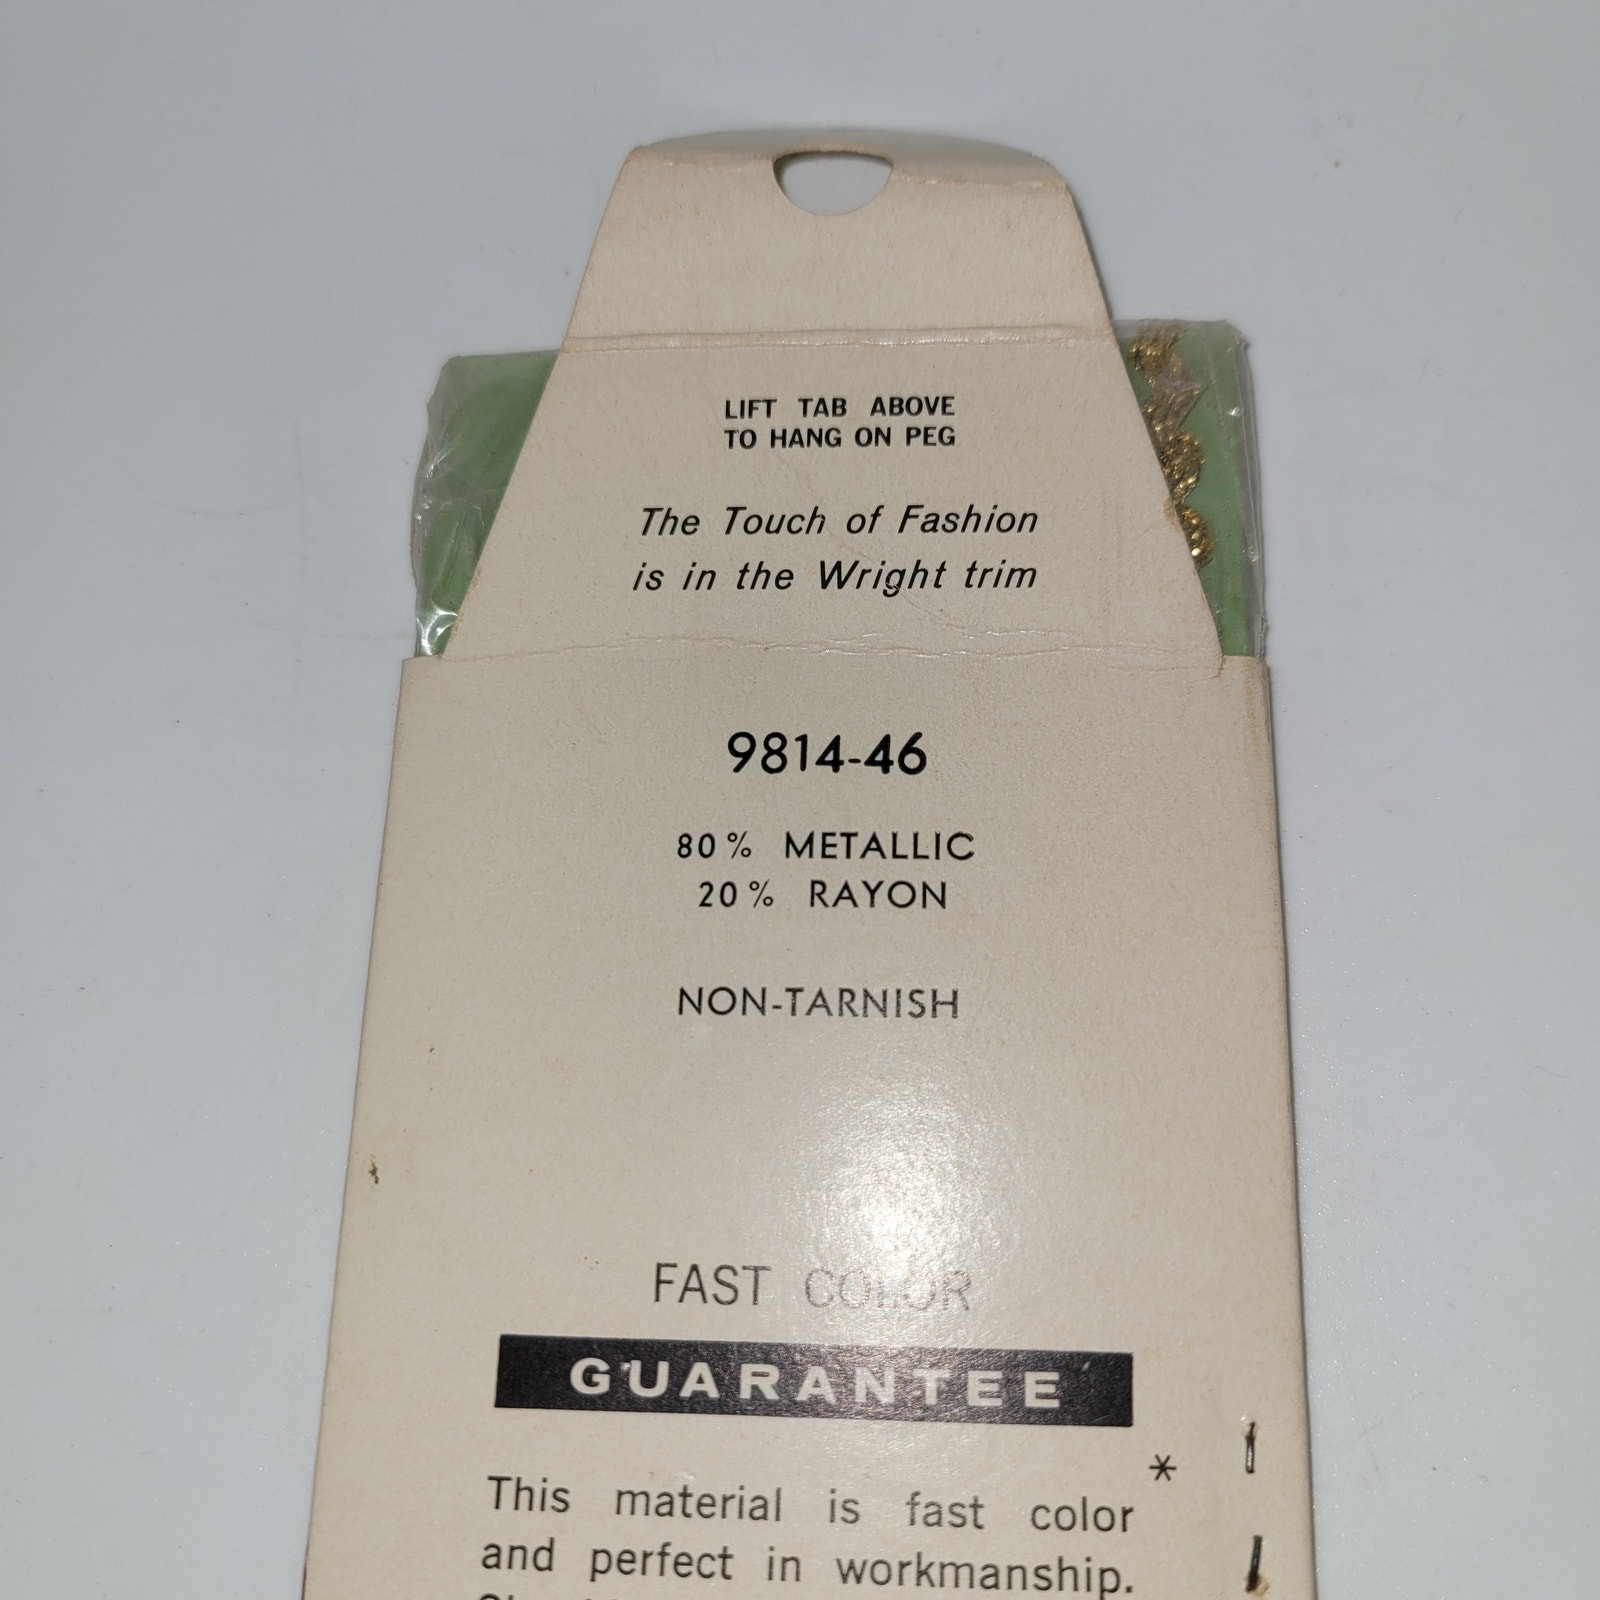 LIFT TAB ABOVE
TO HANG ON PEG
The Touch of Fashion
is in the Wright trim
9814-46
80% METALLIC
20% RAYON
NON-TARNISH
FAST COLOR
GUARANTEE
*
This material is fast color
and perfect in workmanship.